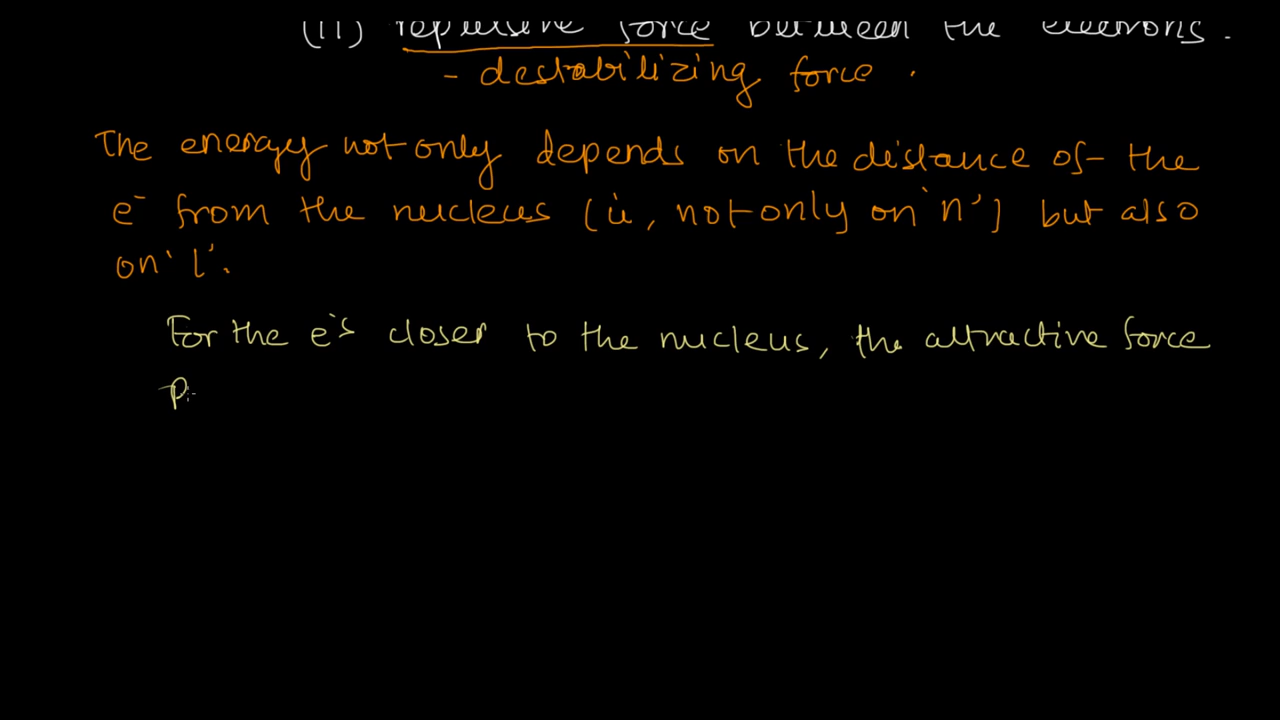 (ii) repulsive force between the electrons.
- destabilizing force.
The energy not only depends on the distance of the
e⁻ from the nucleus (ie, not only on 'n') but also
on 'l'.
For the e⁻s closer to the nucleus, the attractive force
p